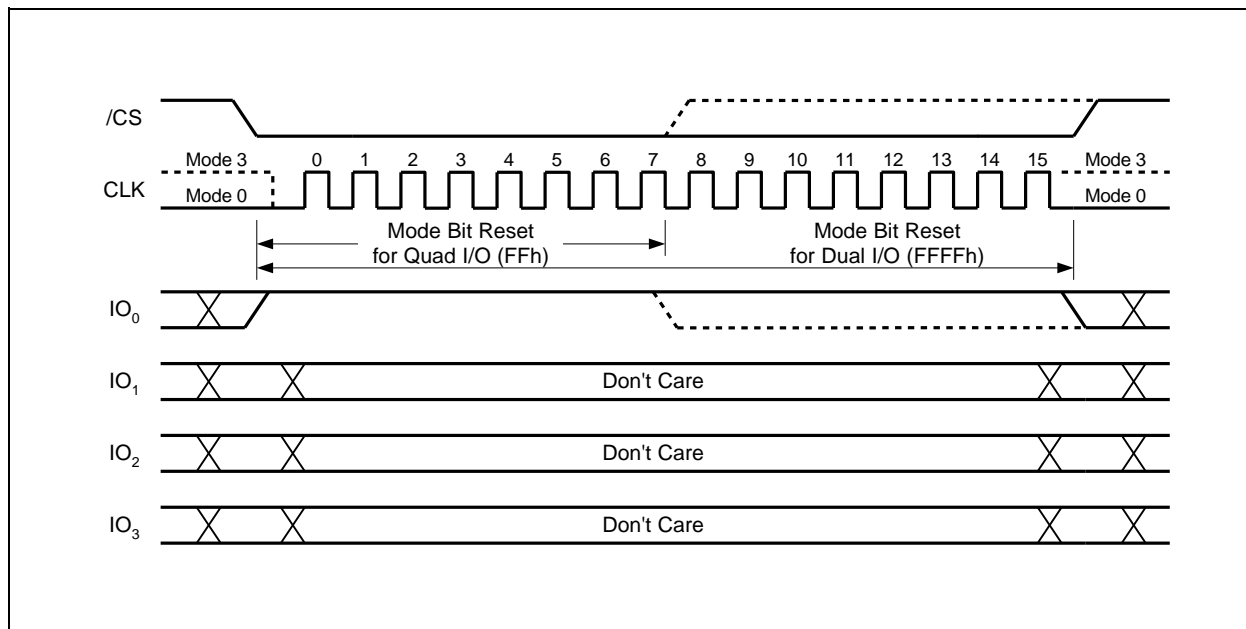 /CS
Mode 3 0 1 2 3 4 5 6 7 8 9 10 11 12 13 14 15 Mode 3
CLK
Mode 0 Mode 0
Mode Bit Reset
for Quad I/O (FFh)
Mode Bit Reset
for Dual I/O (FFFFh)
IO0
IO1 Don't Care
IO2 Don't Care
IO3 Don't Care